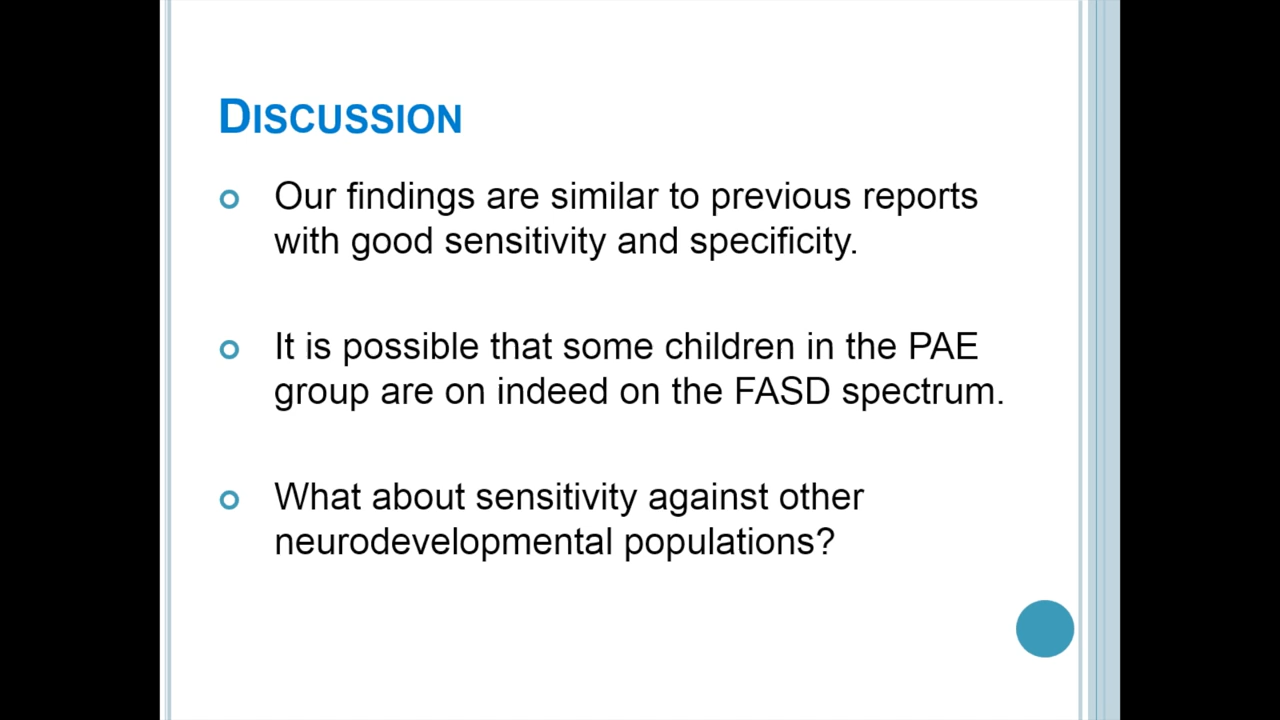 DISCUSSION
Our findings are similar to previous reports
with good sensitivity and specificity.
It is possible that some children in the PAE
group are on indeed on the FASD spectrum.
What about sensitivity against other
neurodevelopmental populations?